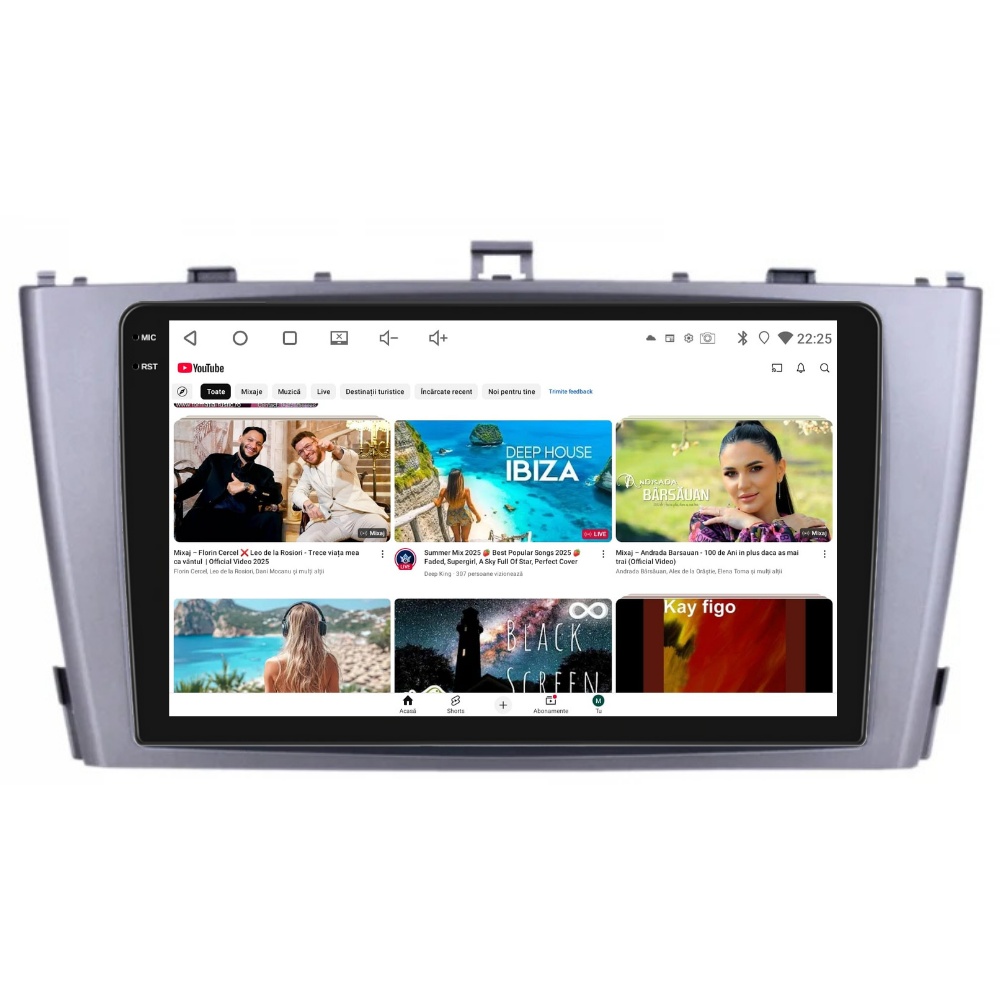 MIC
RST
22:25
YouTube
Toate Mixaje Muzică Live Destinații turistice Încărcate recent Noi pentru tine Trimite feedback
Mixaj
DEEP HOUSE
IBIZA
LIVE
BÂRSĂUAN
Mixaj
Mixaj – Florin Cercel ❌ Leo de la Rosiori - Trece viața mea
ca vântul | Official Video 2025
Florin Cercel, Leo de la Rosiori, Dani Mocanu și mulți alții
LIVE
Summer Mix 2025 🍓 Best Popular Songs 2025 🍓
Faded, Supergirl, A Sky Full Of Star, Perfect Cover
Deep King · 397 persoane vizionează
Mixaj – Andrada Barsauan - 100 de Ani in plus daca as mai
trai (Official Video)
Andrada Bârsăuan, Alex de la Orăștie, Elena Toma și mulți alții
BLACK
SCREEN
Kay figo
Acasă
Shorts
Abonamente
M
Tu